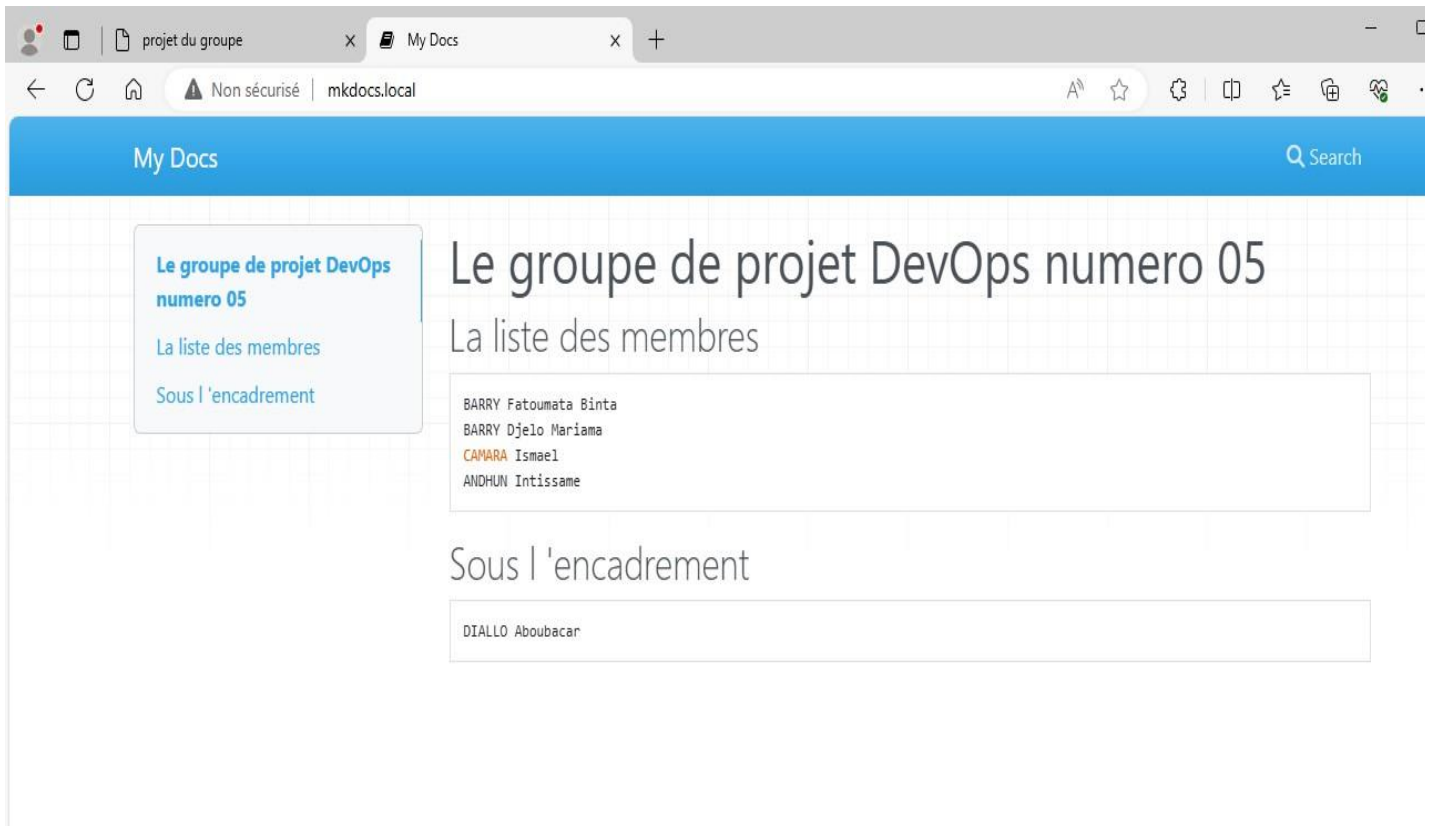 projet du groupe
My Docs
Non sécurisé
mkdocs.local
My Docs
Search
Le groupe de projet DevOps
numero 05
La liste des membres
Sous l 'encadrement
Le groupe de projet DevOps numero 05
La liste des membres
BARRY Fatoumata Binta
BARRY Djelo Mariama
CAMARA Ismael
ANDHUN Intissame
Sous l 'encadrement
DIALLO Aboubacar